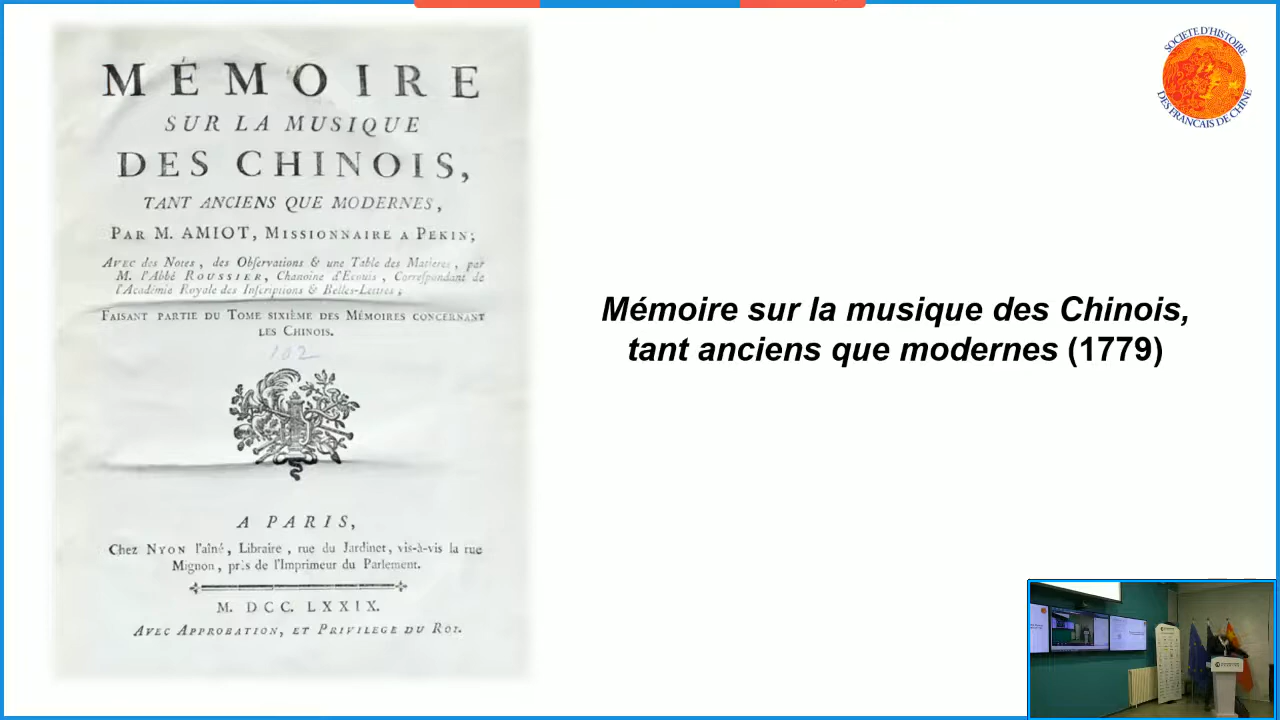 MÉMOIRE
SUR LA MUSIQUE
DES CHINOIS,
TANT ANCIENS QUE MODERNES,
PAR M. AMIOT, MISSIONNAIRE A PEKIN;
AVEC des Notes, des Obſervations & une Table des Matieres, par
M. l'Abbé ROUSSIER, Chanoine d'Ecouis, Correſpondant de
l'Académie Royale des Inſcriptions & Belles-Lettres;
FAISANT PARTIE DU TOME SIXIÈME DES MÉMOIRES CONCERNANT
LES CHINOIS.
102
A PARIS,
Chez NYON l'aîné, Libraire, rue du Jardinet, vis-à-vis la rue
Mignon, près de l'Imprimeur du Parlement.
M. DCC. LXXIX.
AVEC APPROBATION, ET PRIVILEGE DU ROI.
SOCIETE D'HISTOIRE
DES FRANCAIS DE CHINE
Mémoire sur la musique des Chinois,
tant anciens que modernes (1779)